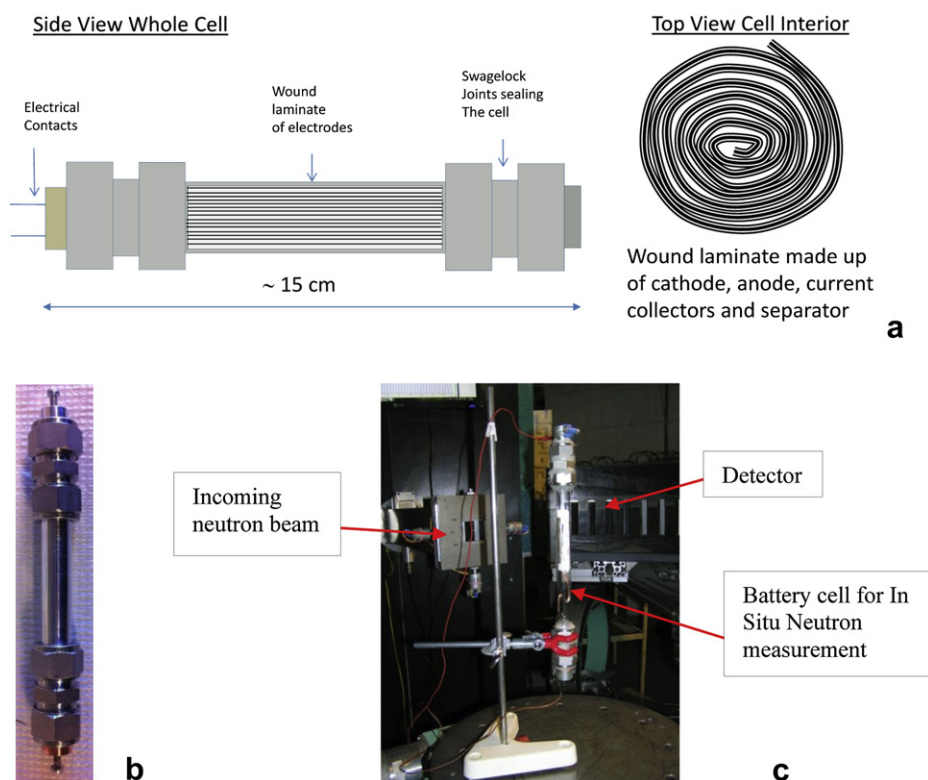 Side View Whole Cell
Top View Cell Interior
Electrical
Contacts
Wound
laminate
of electrodes
Swagelock
Joints sealing
The cell
~ 15 cm
Wound laminate made up
of cathode, anode, current
collectors and separator
a
Incoming
neutron beam
Detector
Battery cell for In
Situ Neutron
measurement
b
c